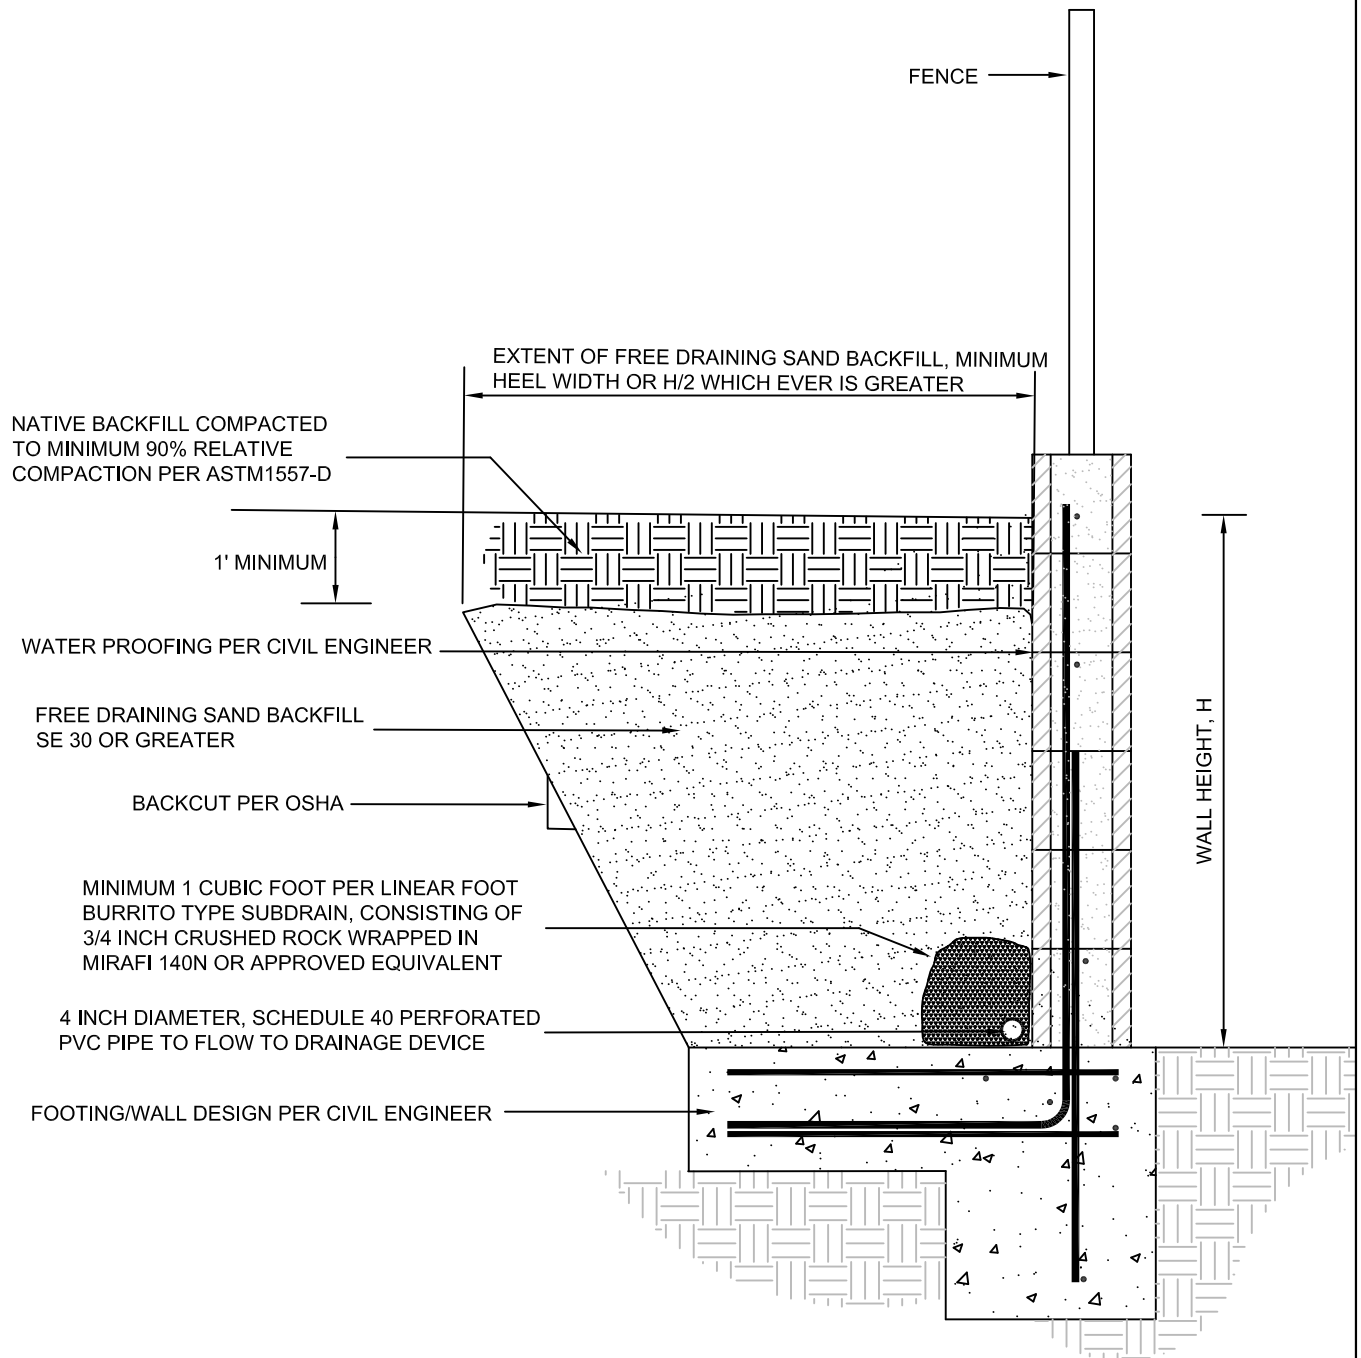 FENCE
EXTENT OF FREE DRAINING SAND BACKFILL, MINIMUM
HEEL WIDTH OR H/2 WHICH EVER IS GREATER
NATIVE BACKFILL COMPACTED
TO MINIMUM 90% RELATIVE
COMPACTION PER ASTM1557-D
1' MINIMUM
WATER PROOFING PER CIVIL ENGINEER
FREE DRAINING SAND BACKFILL
SE 30 OR GREATER
BACKCUT PER OSHA
WALL HEIGHT, H
MINIMUM 1 CUBIC FOOT PER LINEAR FOOT
BURRITO TYPE SUBDRAIN, CONSISTING OF
3/4 INCH CRUSHED ROCK WRAPPED IN
MIRAFI 140N OR APPROVED EQUIVALENT
4 INCH DIAMETER, SCHEDULE 40 PERFORATED
PVC PIPE TO FLOW TO DRAINAGE DEVICE
FOOTING/WALL DESIGN PER CIVIL ENGINEER